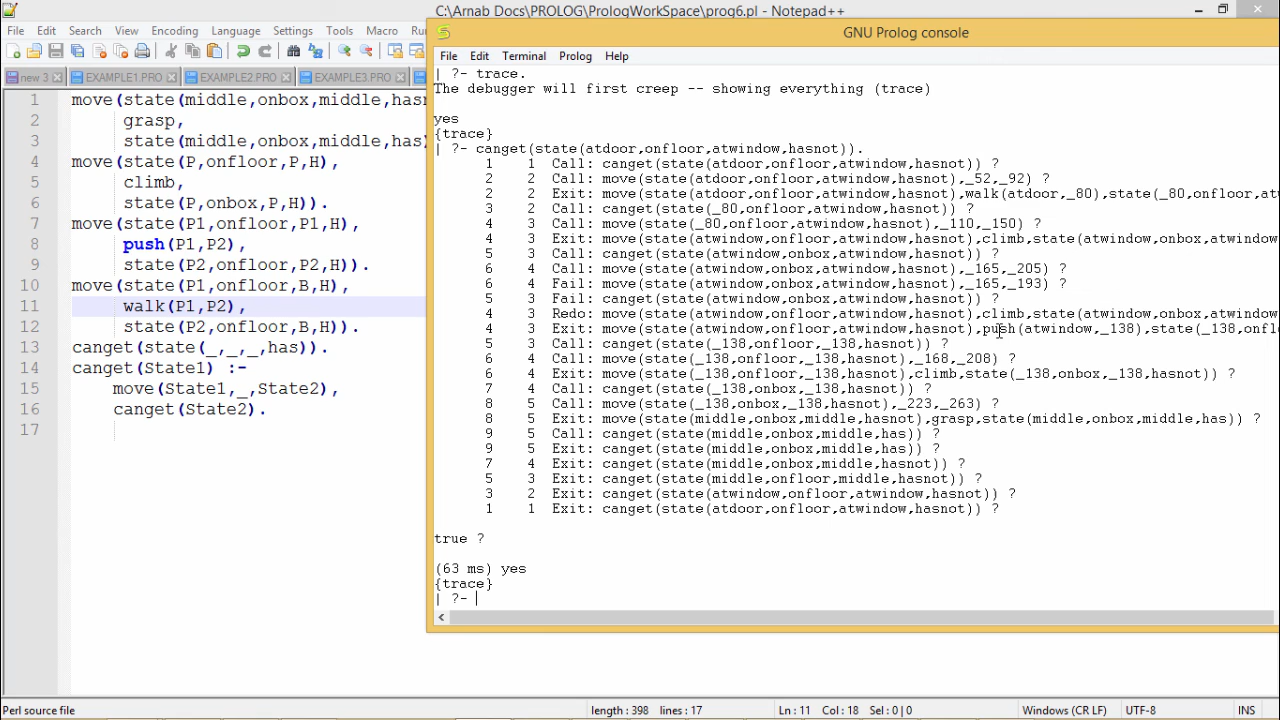 C:\Arnab Docs\PROLOG\PrologWorkSpace\prog6.pl - Notepad++
File Edit Search View Encoding Language Settings Tools Macro
new 3 EXAMPLE1.PRO EXAMPLE2.PRO EXAMPLE3.PRO
1 move(state(middle,onbox,middle,hasn
2 grasp,
3 state(middle,onbox,middle,has)
4 move(state(P,onfloor,P,H),
5 climb,
6 state(P,onbox,P,H)).
7 move(state(P1,onfloor,P1,H),
8 push(P1,P2),
9 state(P2,onfloor,P2,H)).
10 move(state(P1,onfloor,B,H),
11 walk(P1,P2),
12 state(P2,onfloor,B,H)).
13 canget(state(_,_,_,has)).
14 canget(State1) :-
15 move(State1,_,State2),
16 canget(State2).
17
GNU Prolog console
File Edit Terminal Prolog Help
| ?- trace.
The debugger will first creep -- showing everything (trace)
yes
{trace}
| ?- canget(state(atdoor,onfloor,atwindow,hasnot)).
1 1 Call: canget(state(atdoor,onfloor,atwindow,hasnot)) ?
2 2 Call: move(state(atdoor,onfloor,atwindow,hasnot),_52,_92) ?
2 2 Exit: move(state(atdoor,onfloor,atwindow,hasnot),walk(atdoor,_80),state(_80,onfloor,at
3 2 Call: canget(state(_80,onfloor,atwindow,hasnot)) ?
4 3 Call: move(state(_80,onfloor,atwindow,hasnot),_110,_150) ?
4 3 Exit: move(state(atwindow,onfloor,atwindow,hasnot),climb,state(atwindow,onbox,atwindow
5 3 Call: canget(state(atwindow,onbox,atwindow,hasnot)) ?
6 4 Call: move(state(atwindow,onbox,atwindow,hasnot),_165,_205) ?
6 4 Fail: move(state(atwindow,onbox,atwindow,hasnot),_165,_193) ?
5 3 Fail: canget(state(atwindow,onbox,atwindow,hasnot)) ?
4 3 Redo: move(state(atwindow,onfloor,atwindow,hasnot),climb,state(atwindow,onbox,atwindow
4 3 Exit: move(state(atwindow,onfloor,atwindow,hasnot),push(atwindow,_138),state(_138,onfl
5 3 Call: canget(state(_138,onfloor,_138,hasnot)) ?
6 4 Call: move(state(_138,onfloor,_138,hasnot),_168,_208) ?
6 4 Exit: move(state(_138,onfloor,_138,hasnot),climb,state(_138,onbox,_138,hasnot)) ?
7 4 Call: canget(state(_138,onbox,_138,hasnot)) ?
8 5 Call: move(state(_138,onbox,_138,hasnot),_223,_263) ?
8 5 Exit: move(state(middle,onbox,middle,hasnot),grasp,state(middle,onbox,middle,has)) ?
9 5 Call: canget(state(middle,onbox,middle,has)) ?
9 5 Exit: canget(state(middle,onbox,middle,has)) ?
7 4 Exit: canget(state(middle,onbox,middle,hasnot)) ?
5 3 Exit: canget(state(middle,onfloor,middle,hasnot)) ?
3 2 Exit: canget(state(atwindow,onfloor,atwindow,hasnot)) ?
1 1 Exit: canget(state(atdoor,onfloor,atwindow,hasnot)) ?
true ?
(63 ms) yes
{trace}
| ?-
Perl source file length : 398 lines : 17 Ln : 11 Col : 18 Sel : 0 | 0 Windows (CR LF) UTF-8 INS